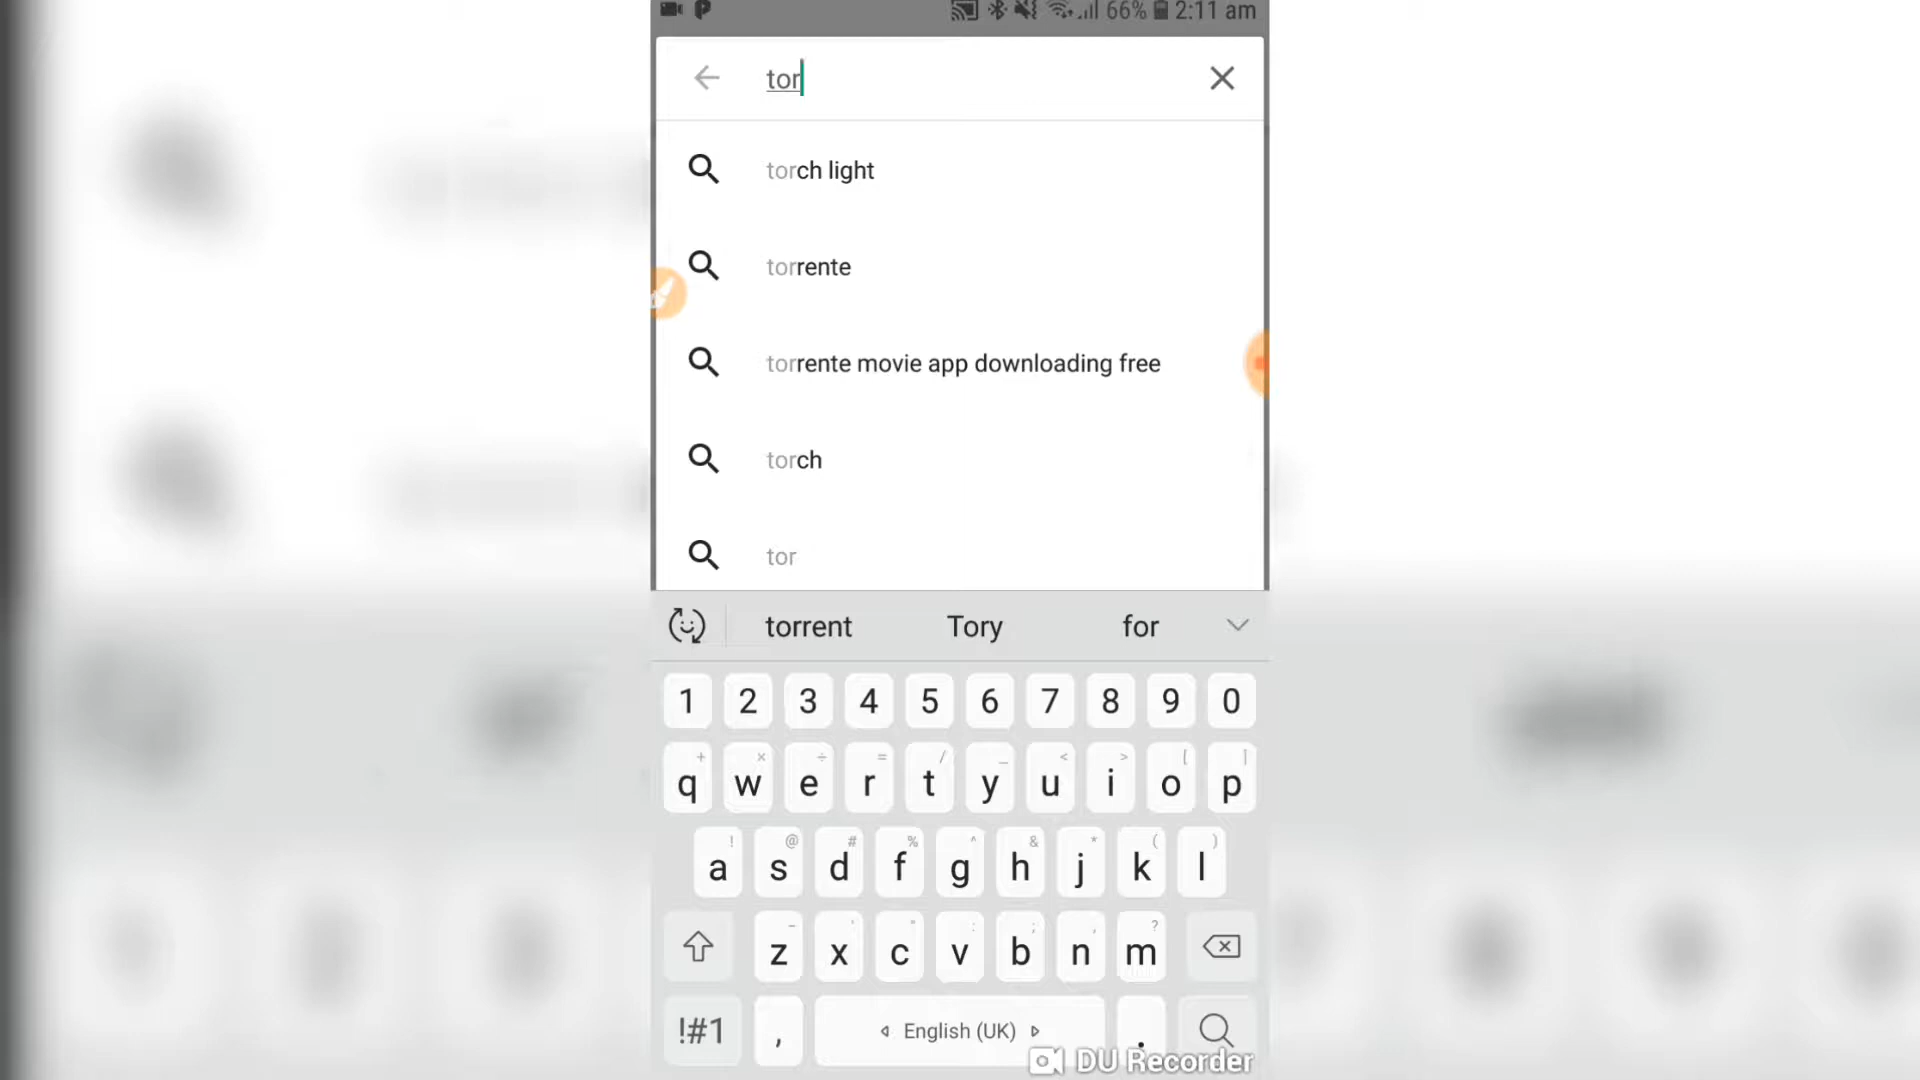 66% 2:11 am
tor
torch light
torrente
torrente movie app downloading free
torch
tor
torrent Tory for
1 2 3 4 5 6 7 8 9 0
+ × ÷ = / _ < > [ ]
q w e r t y u i o p
! @ # % ^ & * ( )
a s d f g h j k l
- ' " : ; , ?
z x c v b n m
!#1 , English (UK) .
DU Recorder